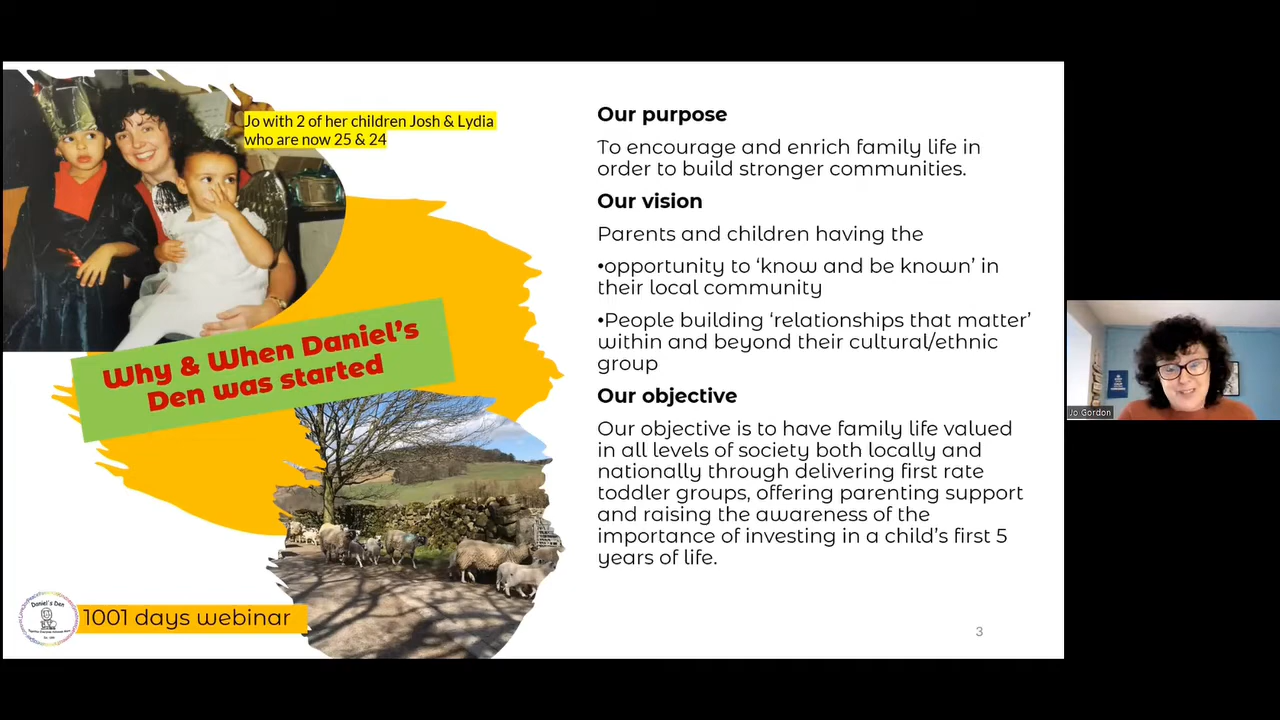 Jo with 2 of her children Josh & Lydia
who are now 25 & 24
Why & When Daniel's
Den was started
Daniel's Den
1001 days webinar
Our purpose
To encourage and enrich family life in
order to build stronger communities.
Our vision
Parents and children having the
•opportunity to ‘know and be known’ in
their local community
•People building ‘relationships that matter’
within and beyond their cultural/ethnic
group
Our objective
Our objective is to have family life valued
in all levels of society both locally and
nationally through delivering first rate
toddler groups, offering parenting support
and raising the awareness of the
importance of investing in a child’s first 5
years of life.
3
Jo Gordon